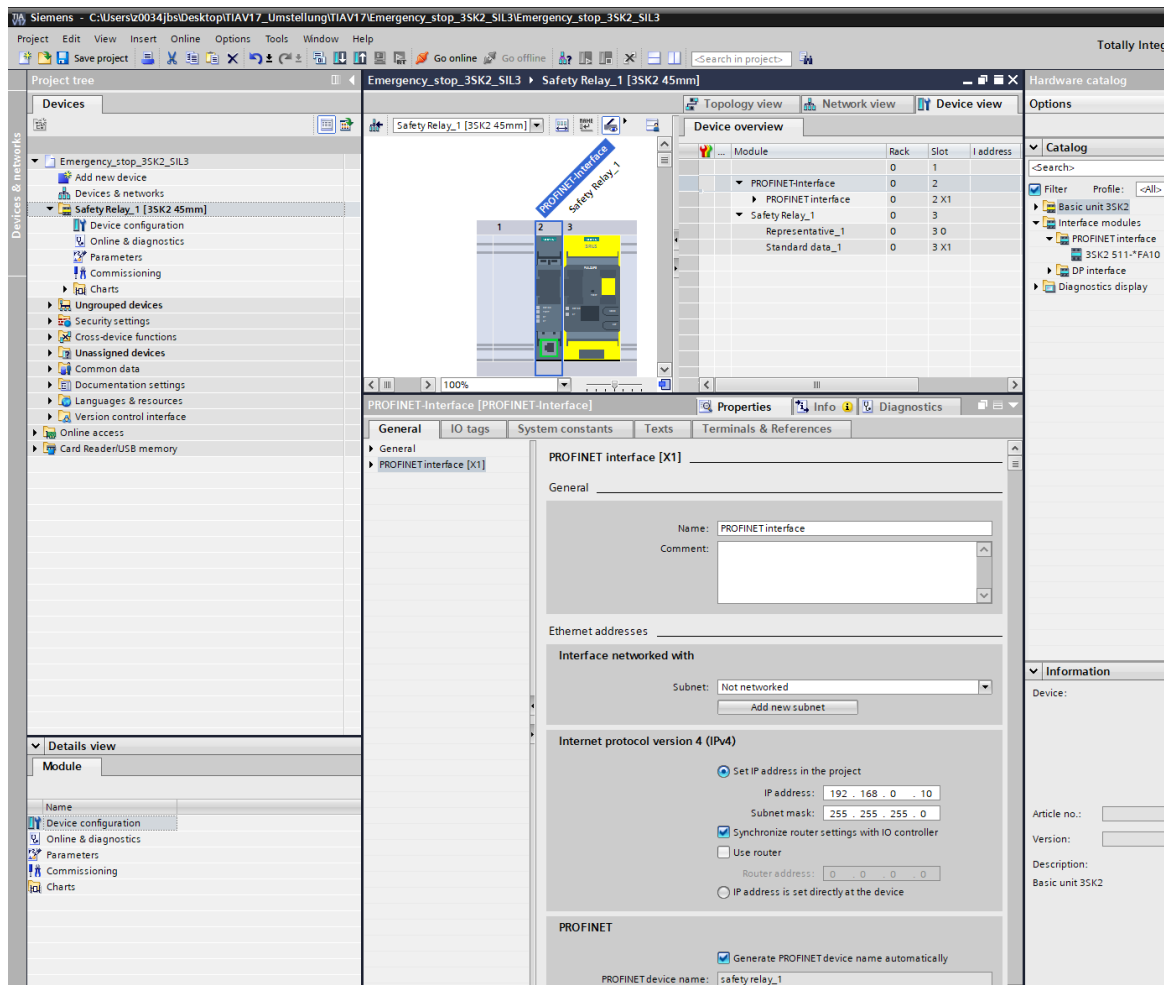 Siemens - C:\Users\z0034jbs\Desktop\TIAV17_Umstellung\TIAV17\Emergency_stop_3SK2_SIL3\Emergency_stop_3SK2_SIL3
Project Edit View Insert Online Options Tools Window Help
Totally Integ
Save project
Go online
Go offline
<Search in project>
Project tree
Devices
Devices & networks
Emergency_stop_3SK2_SIL3
Add new device
Devices & networks
Safety Relay_1 [3SK2 45mm]
Device configuration
Online & diagnostics
Parameters
Commissioning
Charts
Ungrouped devices
Security settings
Cross-device functions
Unassigned devices
Common data
Documentation settings
Languages & resources
Version control interface
Online access
Card Reader/USB memory
Details view
Module
Name
Device configuration
Online & diagnostics
Parameters
Commissioning
Charts
Emergency_stop_3SK2_SIL3 Safety Relay_1 [3SK2 45mm]
Topology view Network view Device view
Safety Relay_1 [3SK2 45mm]
PROFINET-Interface
Safety Relay_1
1 2 3
100%
Device overview
... Module Rack Slot I address
0 1
PROFINET-Interface 0 2
PROFINET interface 0 2 X1
Safety Relay_1 0 3
Representative_1 0 3 0
Standard data_1 0 3 X1
PROFINET-Interface [PROFINET-Interface]
Properties Info Diagnostics
General IO tags System constants Texts Terminals & References
General
PROFINET interface [X1]
PROFINET interface [X1]
General
Name: PROFINET interface
Comment:
Ethernet addresses
Interface networked with
Subnet: Not networked
Add new subnet
Internet protocol version 4 (IPv4)
Set IP address in the project
IP address: 192 . 168 . 0 . 10
Subnet mask: 255 . 255 . 255 . 0
Synchronize router settings with IO controller
Use router
Router address: 0 . 0 . 0 . 0
IP address is set directly at the device
PROFINET
Generate PROFINET device name automatically
PROFINET device name: safety relay_1
Hardware catalog
Options
Catalog
<Search>
Filter Profile: <All>
Basic unit 3SK2
Interface modules
PROFINET interface
3SK2 511-*FA10
DP interface
Diagnostics display
Information
Device:
Article no.:
Version:
Description:
Basic unit 3SK2